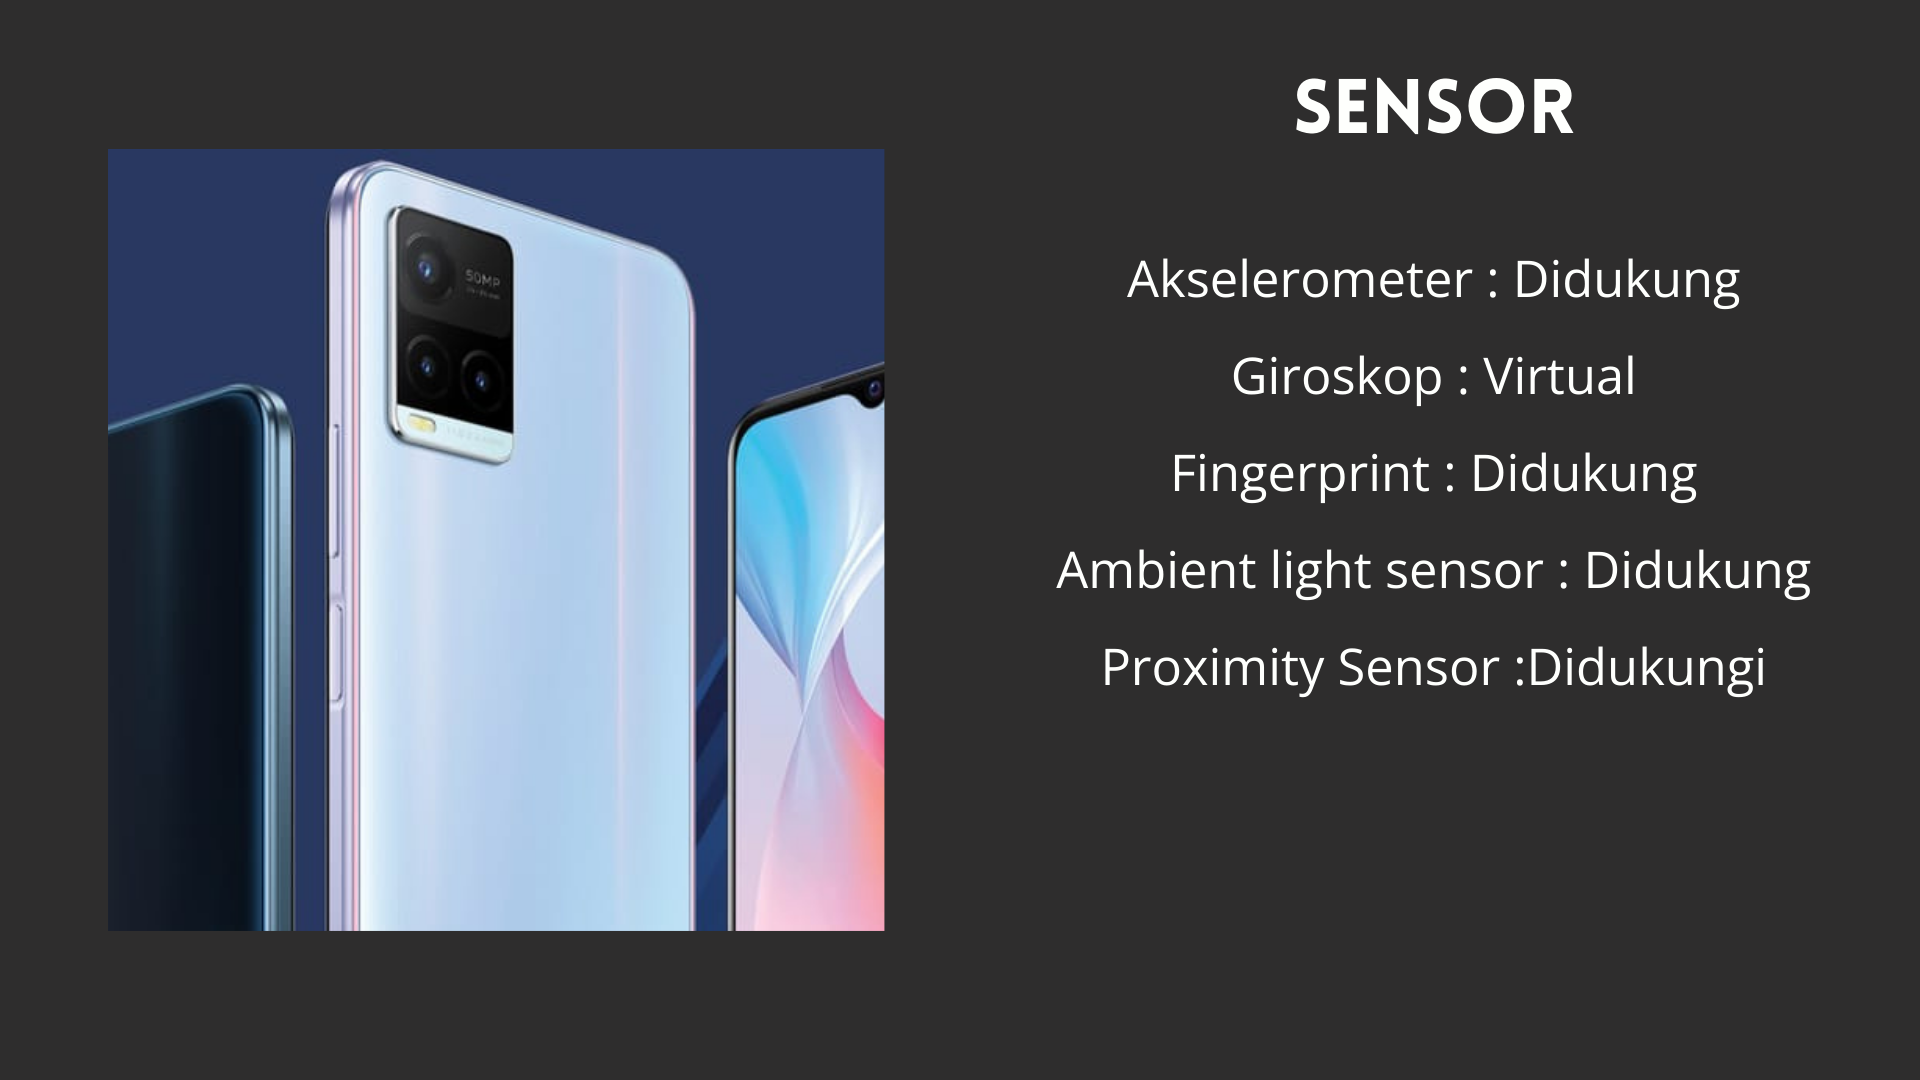 SENSOR
Akselerometer : Didukung
Giroskop : Virtual
Fingerprint : Didukung
Ambient light sensor : Didukung
Proximity Sensor :Didukungi
50MP